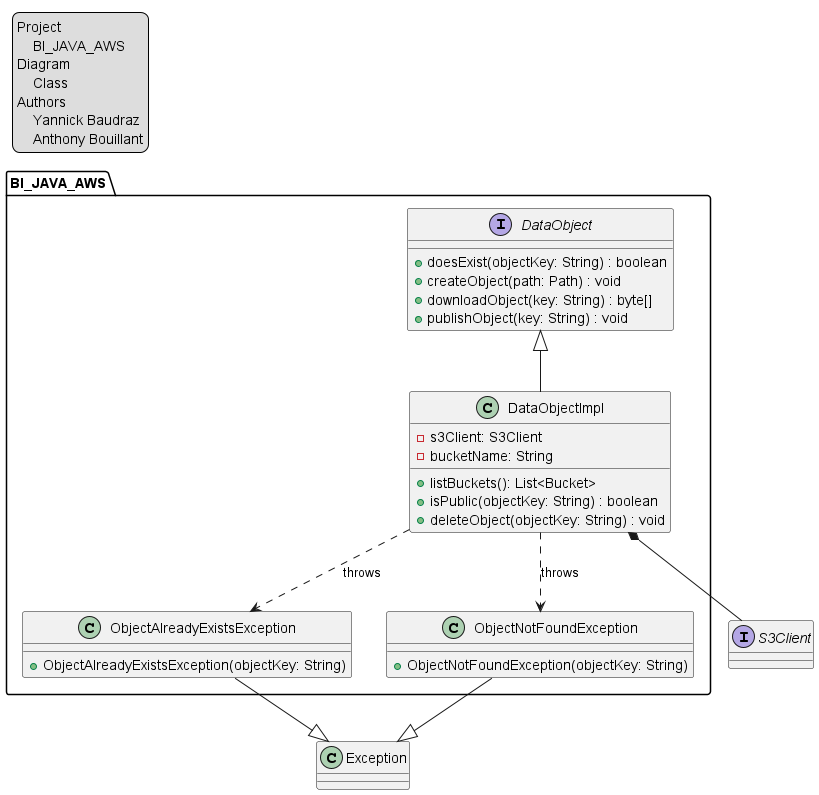 Project
BI_JAVA_AWS
Diagram
Class
Authors
Yannick Baudraz
Anthony Bouillant
BI_JAVA_AWS
I DataObject
doesExist(objectKey: String) : boolean
createObject(path: Path) : void
downloadObject(key: String) : byte[]
publishObject(key: String) : void
C DataObjectImpl
s3Client: S3Client
bucketName: String
listBuckets(): List<Bucket>
isPublic(objectKey: String) : boolean
deleteObject(objectKey: String) : void
throws
throws
C ObjectAlreadyExistsException
ObjectAlreadyExistsException(objectKey: String)
C ObjectNotFoundException
ObjectNotFoundException(objectKey: String)
I S3Client
C Exception